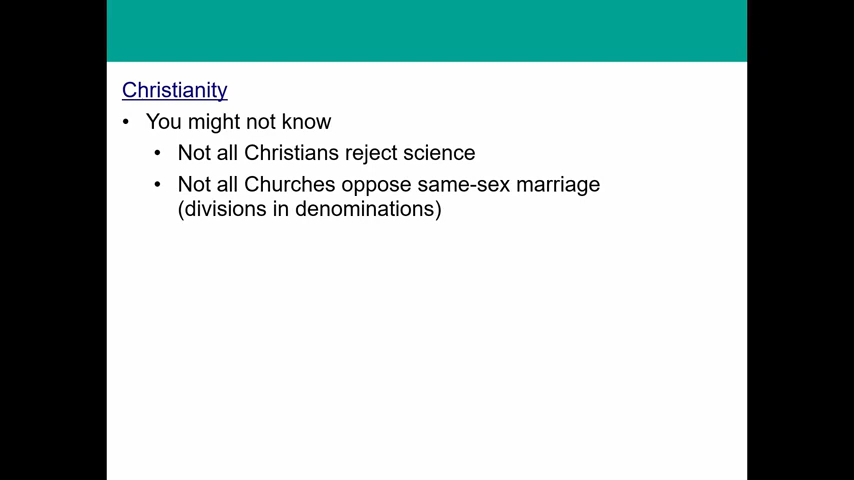 Christianity
• You might not know
• Not all Christians reject science
• Not all Churches oppose same-sex marriage
(divisions in denominations)